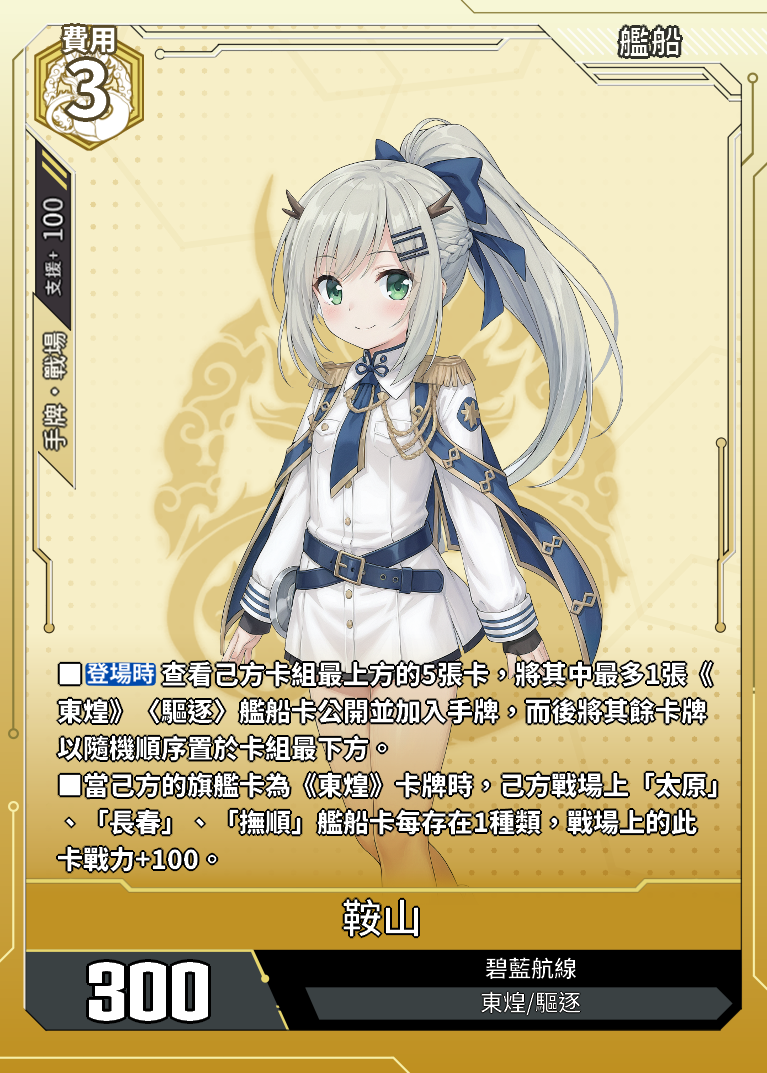 費用
3
艦船
支援+ 100
手牌・戰場
■登場時 查看己方卡組最上方的5張卡，將其中最多1張《
東煌》〈驅逐〉艦船卡公開並加入手牌，而後將其餘卡牌
以隨機順序置於卡組最下方。
■當己方的旗艦卡為《東煌》卡牌時，己方戰場上「太原」
、「長春」、「撫順」艦船卡每存在1種類，戰場上的此
卡戰力+100。
鞍山
300
碧藍航線
東煌/驅逐